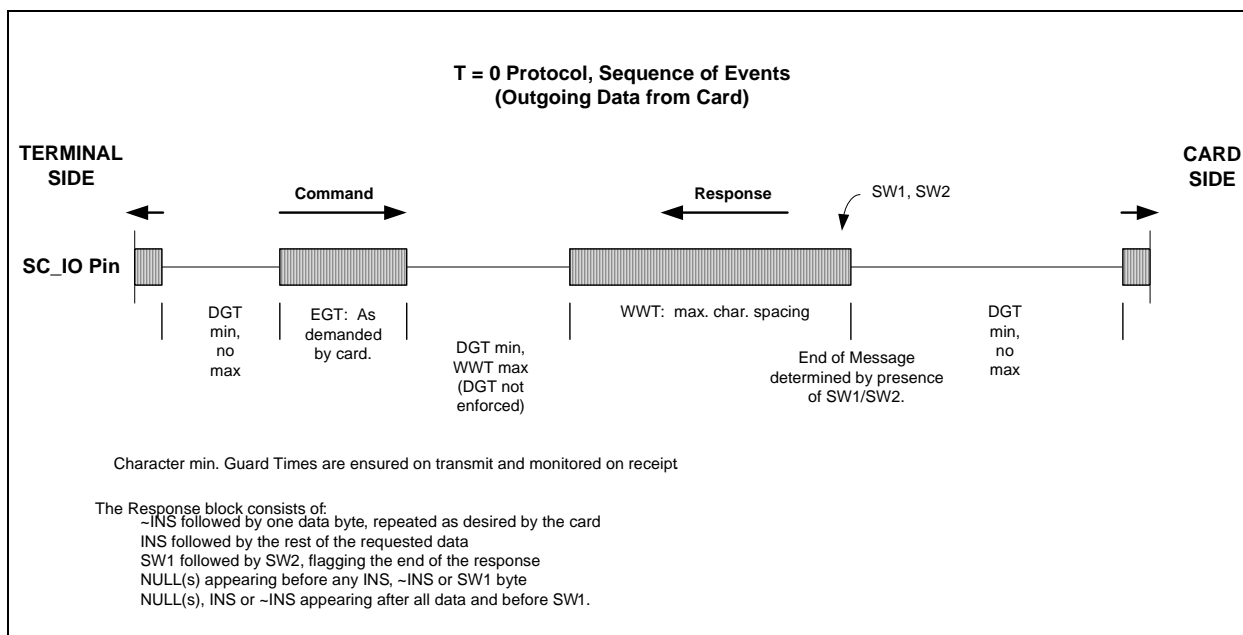 T = 0 Protocol, Sequence of Events
(Outgoing Data from Card)
TERMINAL
SIDE
CARD
SIDE
Command
Response
SW1, SW2
SC_IO Pin
DGT
min,
no
max
EGT: As
demanded
by card.
DGT min,
WWT max
(DGT not
enforced)
WWT: max. char. spacing
End of Message
determined by presence
of SW1/SW2.
DGT
min,
no
max
Character min. Guard Times are ensured on transmit and monitored on receipt.
The Response block consists of:
~INS followed by one data byte, repeated as desired by the card
INS followed by the rest of the requested data
SW1 followed by SW2, flagging the end of the response
NULL(s) appearing before any INS, ~INS or SW1 byte
NULL(s), INS or ~INS appearing after all data and before SW1.